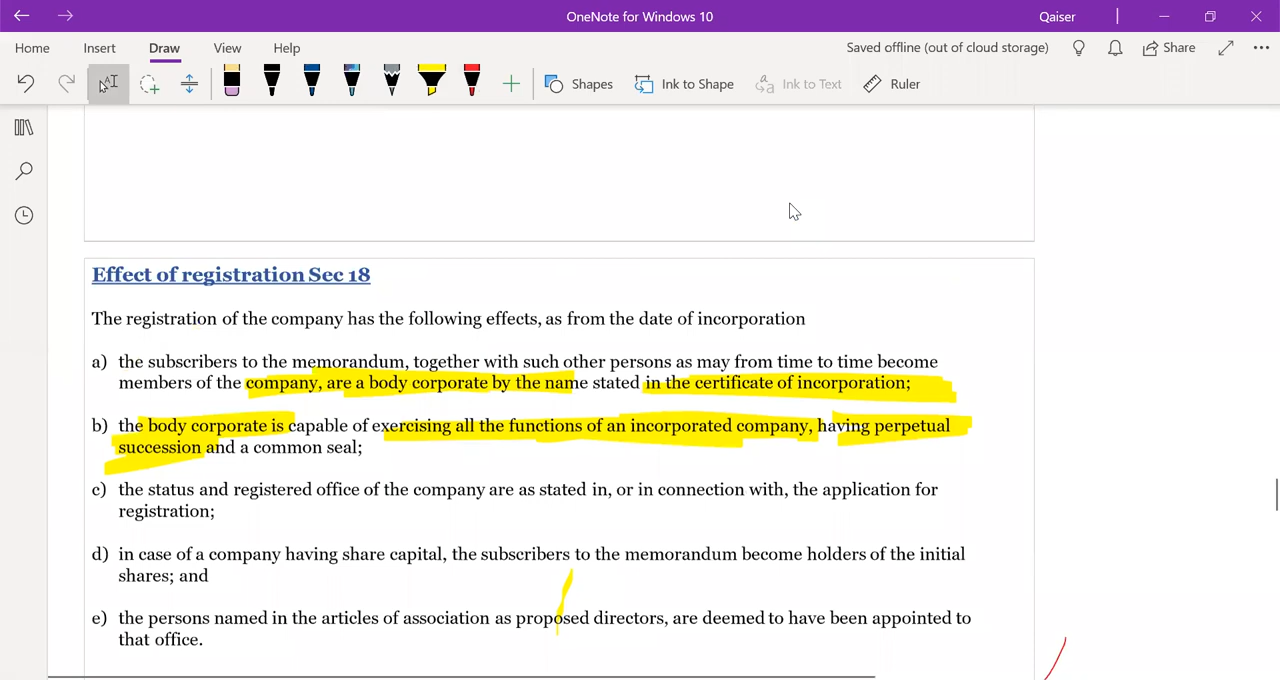 OneNote for Windows 10
Qaiser
Home Insert Draw View Help
Saved offline (out of cloud storage)
Share
Shapes
Ink to Shape
Ink to Text
Ruler
Effect of registration Sec 18
The registration of the company has the following effects, as from the date of incorporation
a) the subscribers to the memorandum, together with such other persons as may from time to time become
members of the company, are a body corporate by the name stated in the certificate of incorporation;
b) the body corporate is capable of exercising all the functions of an incorporated company, having perpetual
succession and a common seal;
c) the status and registered office of the company are as stated in, or in connection with, the application for
registration;
d) in case of a company having share capital, the subscribers to the memorandum become holders of the initial
shares; and
e) the persons named in the articles of association as proposed directors, are deemed to have been appointed to
that office.